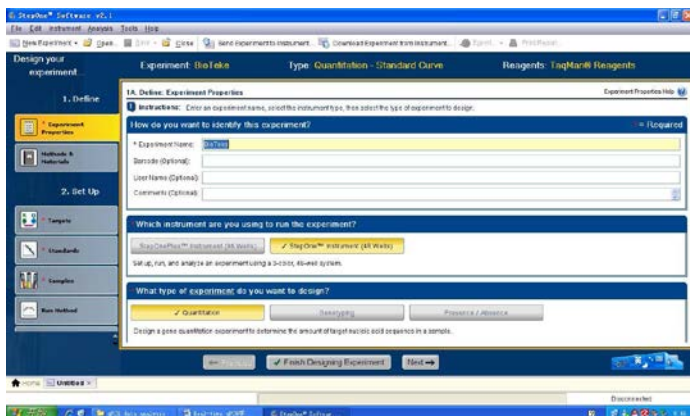 StepOne™ Software v2.1
File Edit Instrument Analysis Tools Help
New Experiment Open... Save Close Send Experiment to Instrument... Download Experiment from Instrument... Export... Print Report...
Design your experiment
Experiment: BioTeke Type: Quantitation - Standard Curve Reagents: TaqMan® Reagents
1. Define
Experiment Properties
Methods & Materials
2. Set Up
Targets
Standards
Samples
Run Method
1A. Define: Experiment Properties
Experiment Properties Help
Instructions: Enter an experiment name, select the instrument type, then select the type of experiment to design.
How do you want to identify this experiment?
* = Required
* Experiment Name: BioTeke
Barcode (Optional):
User Name (Optional):
Comments (Optional):
Which instrument are you using to run the experiment?
StepOnePlus™ Instrument (96 Wells)
✓ StepOne™ Instrument (48 Wells)
Set up, run, and analyze an experiment using a 3-color, 48-well system.
What type of experiment do you want to design?
✓ Quantitation
Genotyping
Presence / Absence
Design a gene quantitation experiment to determine the amount of target nucleic acid sequence in a sample.
Previous
Finish Designing Experiment
Next
Home
Untitled ×
Disconnected